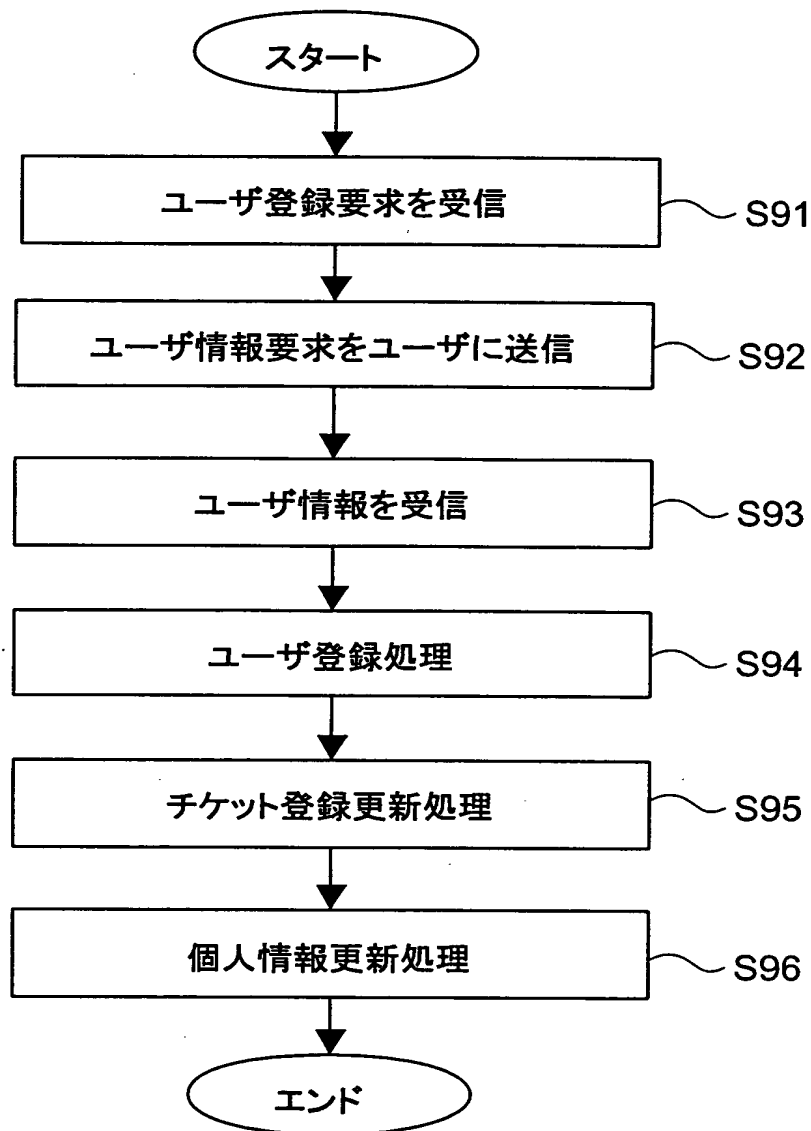 スタート
ユーザ登録要求を受信
S91
ユーザ情報要求をユーザに送信
S92
ユーザ情報を受信
S93
ユーザ登録処理
S94
チケット登録更新処理
S95
個人情報更新処理
S96
エンド